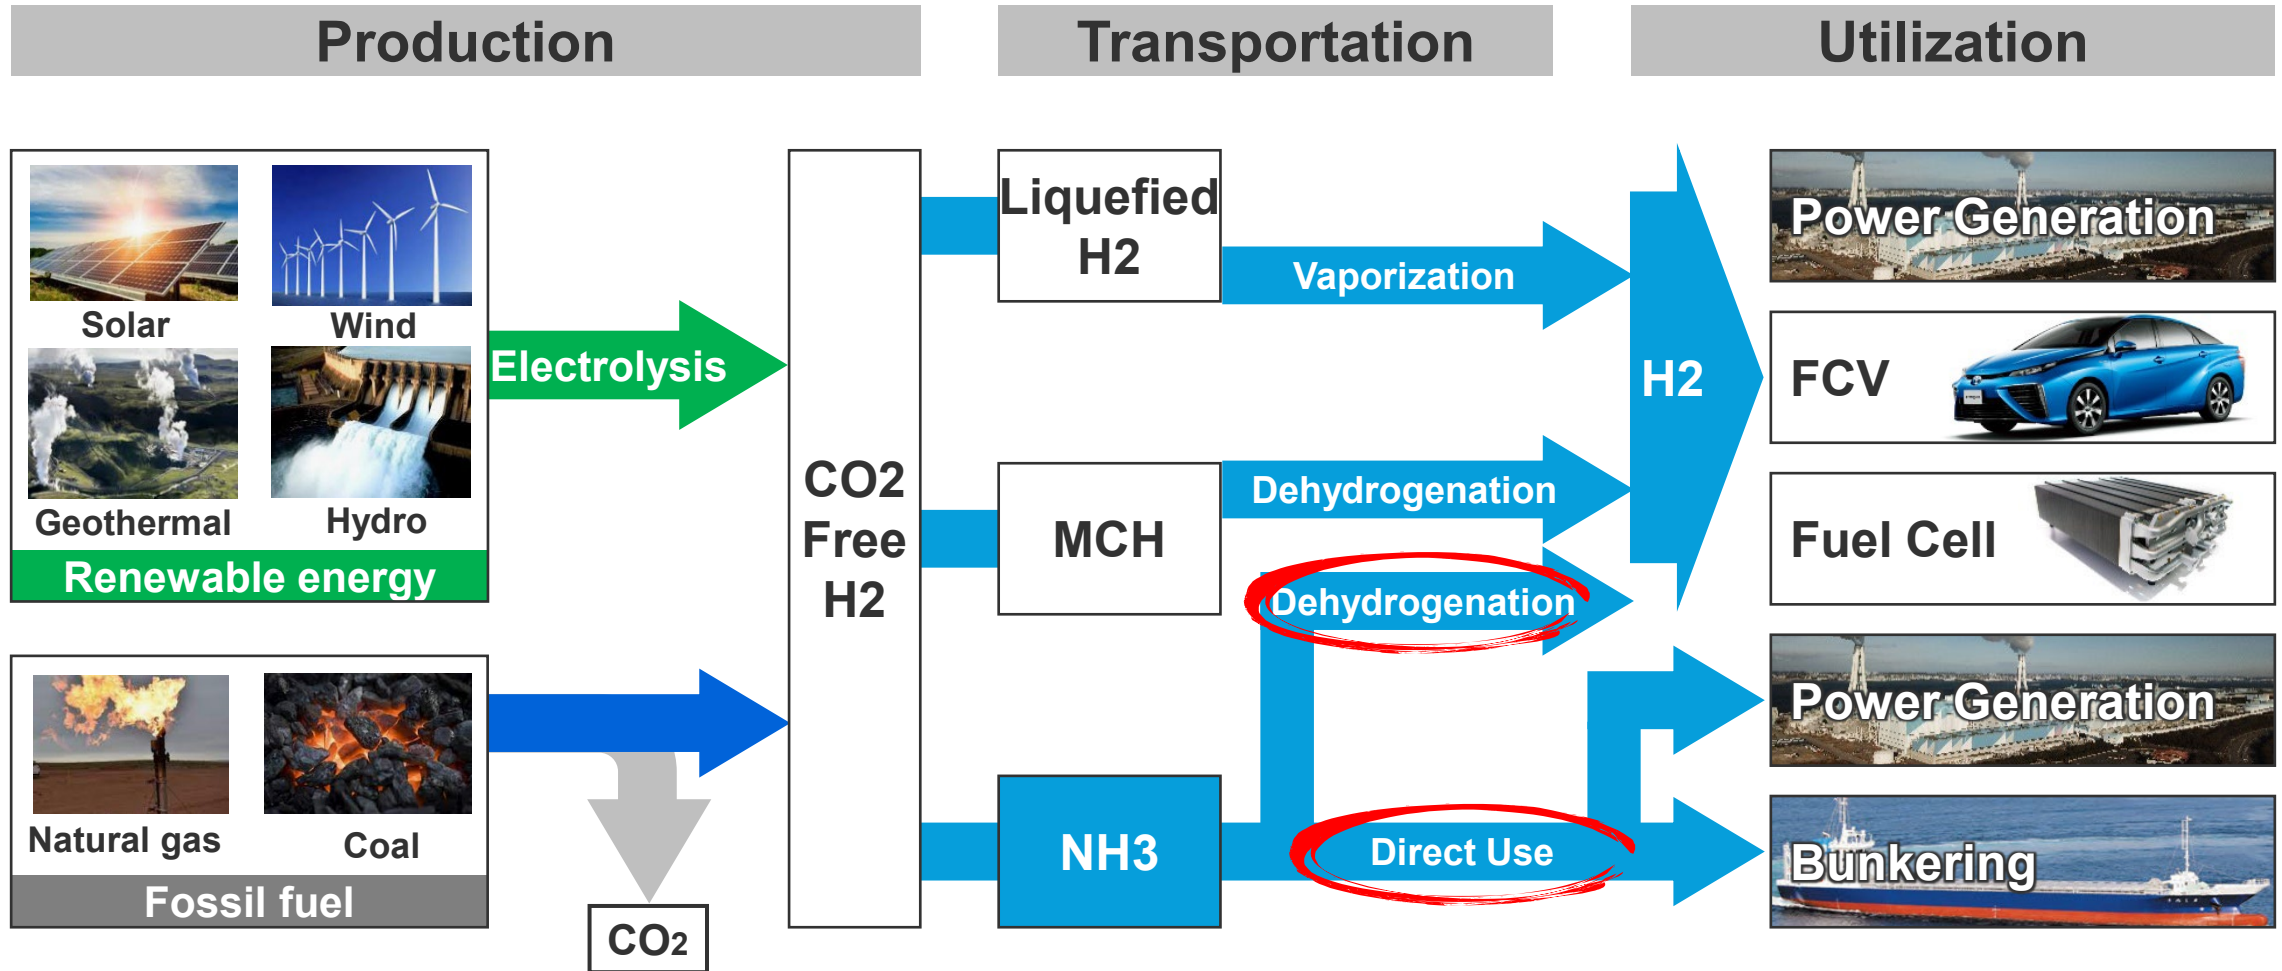 Production
Transportation
Utilization
Solar
Wind
Geothermal
Hydro
Renewable energy
Electrolysis
Natural gas
Coal
Fossil fuel
CO2
CO2
Free
H2
Liquefied
H2
Vaporization
MCH
Dehydrogenation
Dehydrogenation
NH3
Direct Use
H2
Power Generation
FCV
Fuel Cell
Power Generation
Bunkering